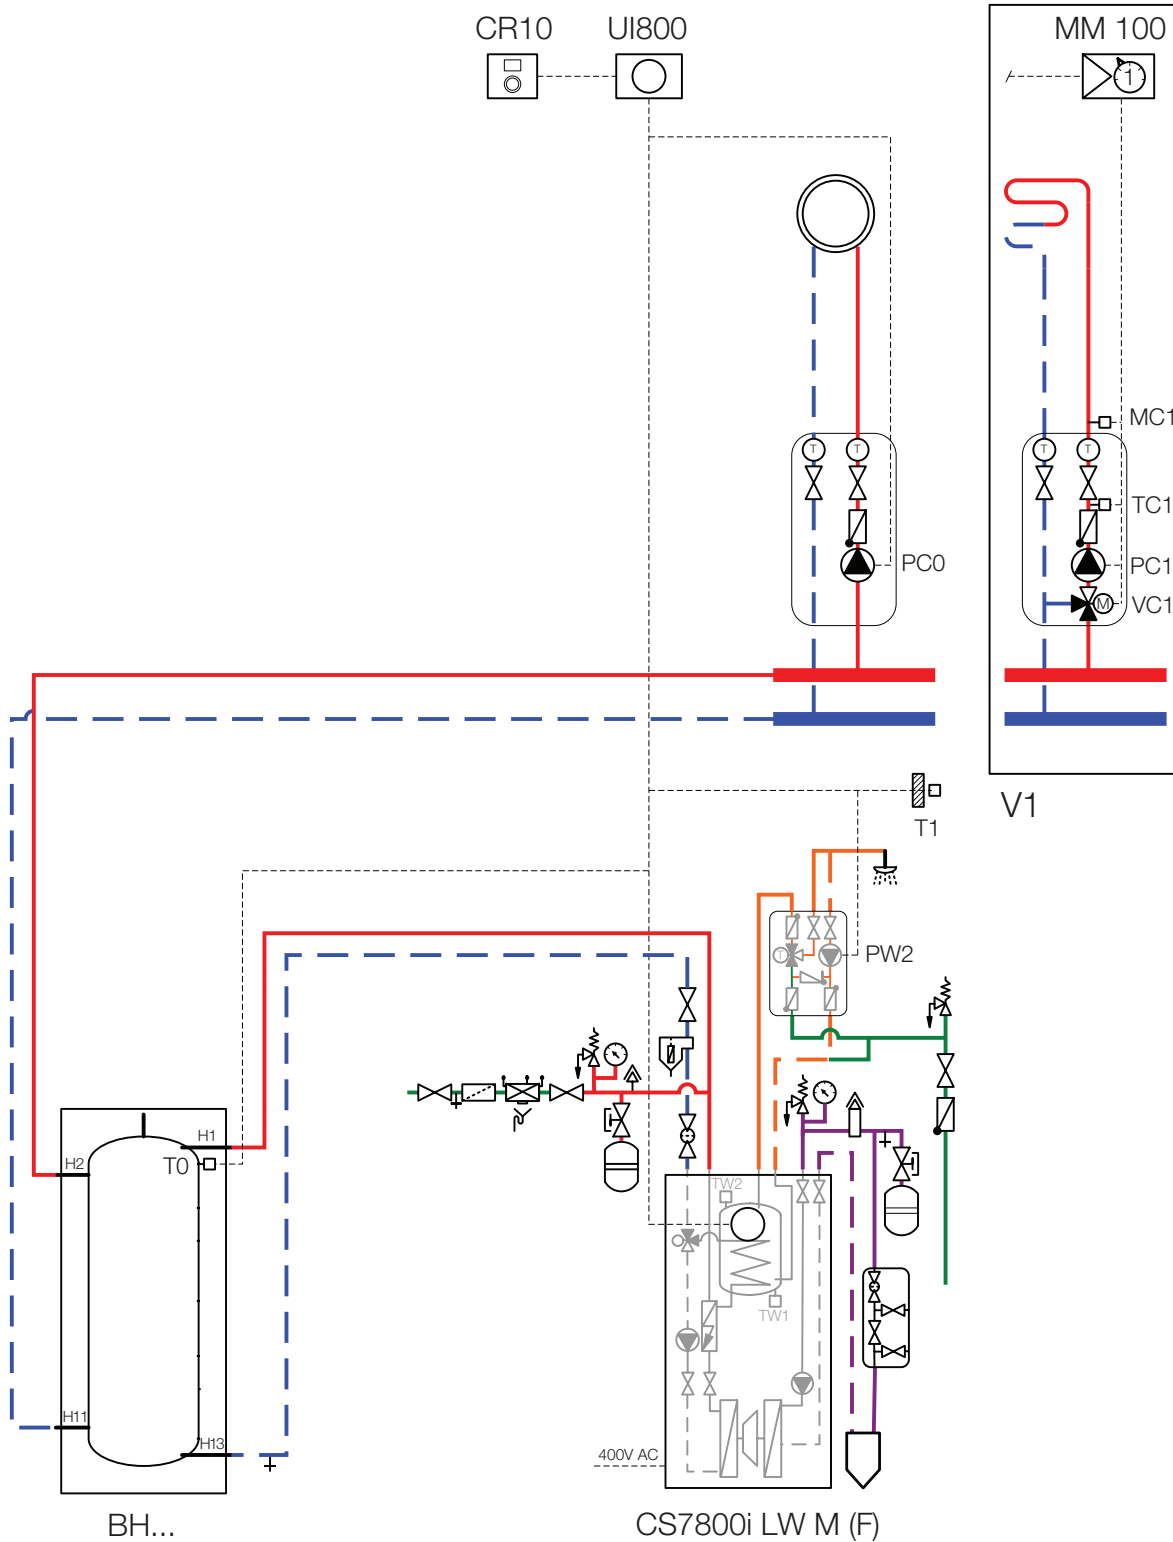 CR10 UI800 MM 100
1
MC1
T T T T
TC1
PC0 PC1
M VC1
V1
T1
PW2
T
H1
H2 T0
TW2
TW1
H11
H13
400V AC
BH...
CS7800i LW M (F)